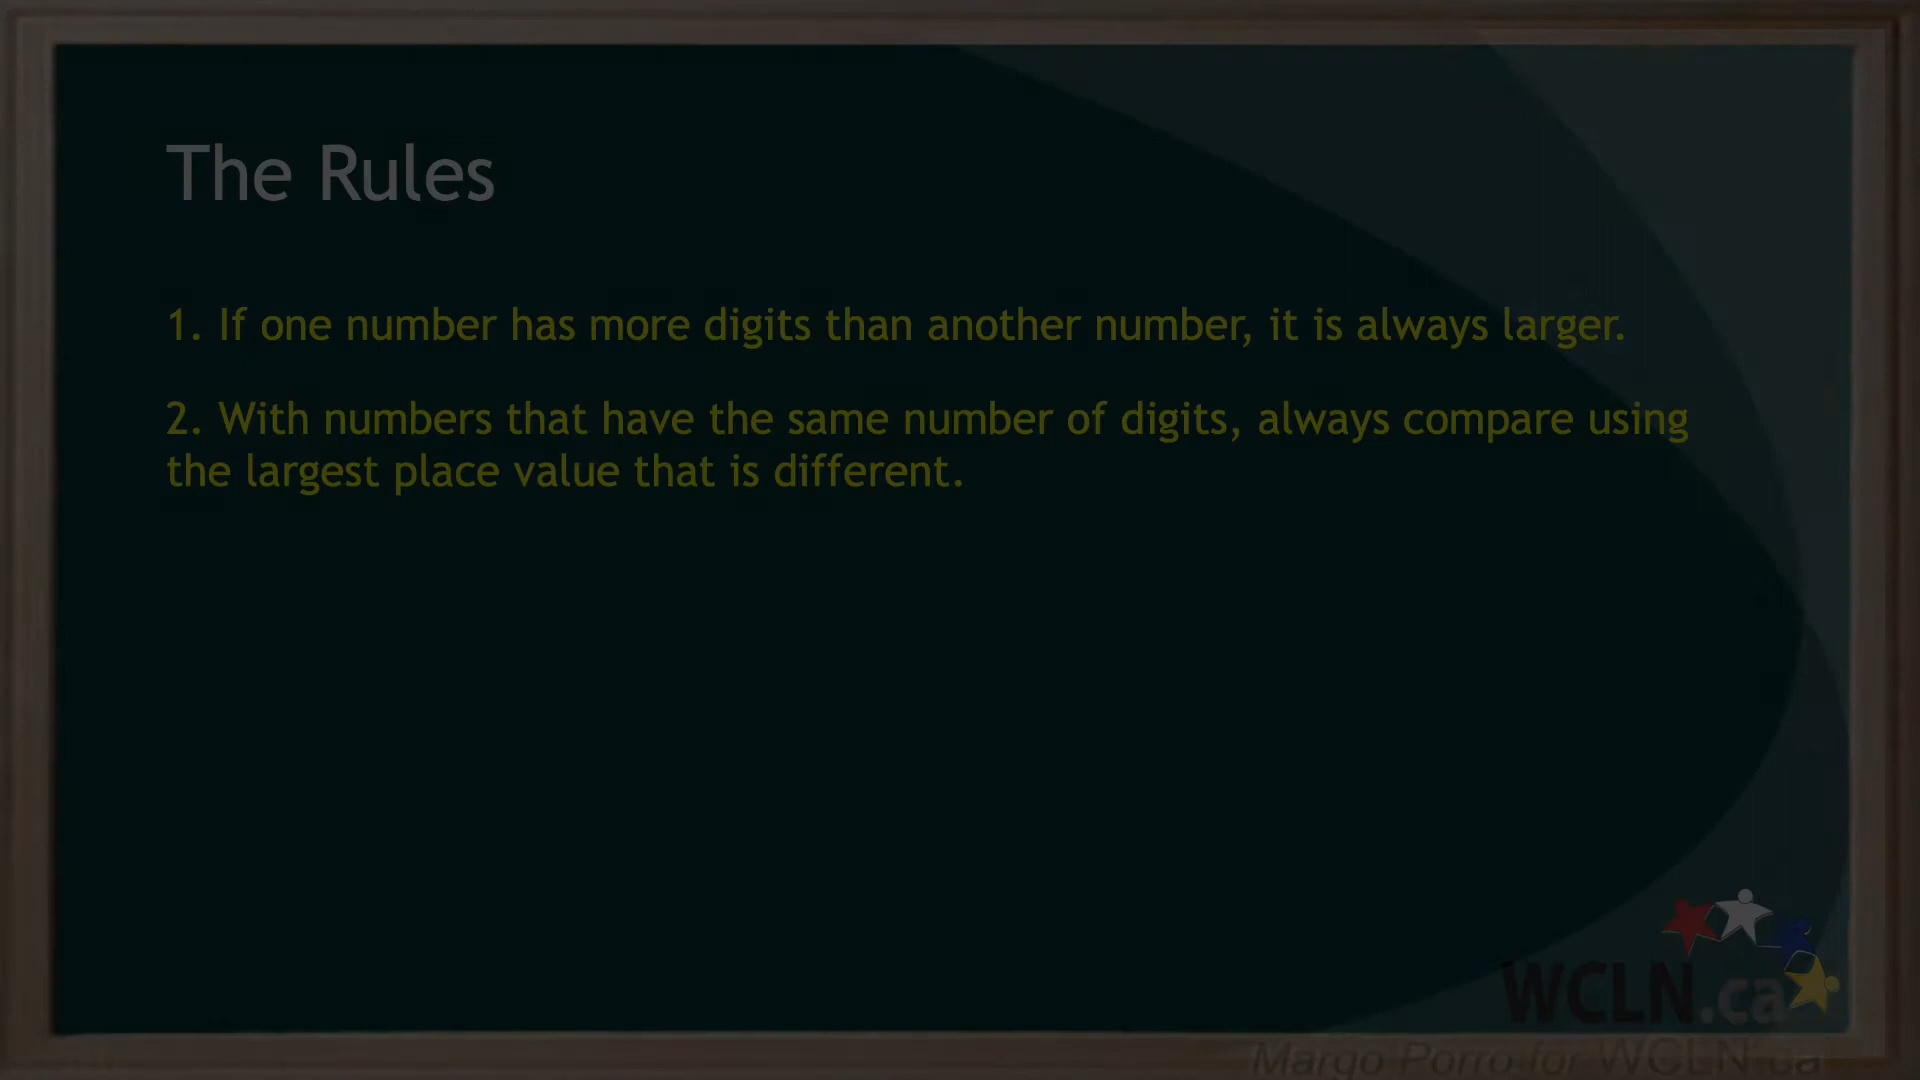 The Rules
1. If one number has more digits than another number, it is always larger.
2. With numbers that have the same number of digits, always compare using
the largest place value that is different.
WCLN.ca
Margo Porro for WCLN.ca